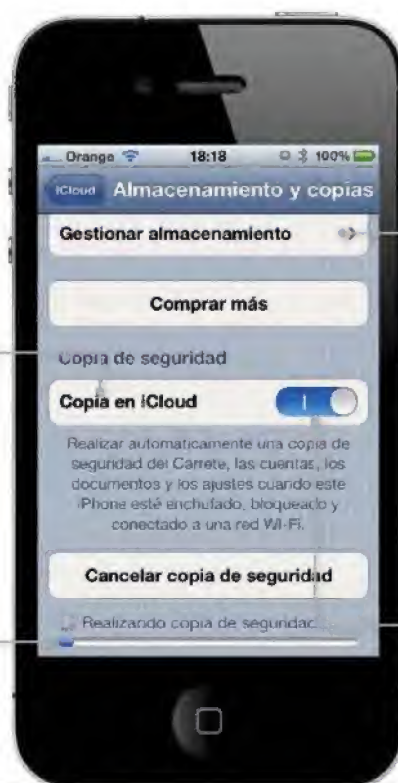 Orange 18:18 100%
iCloud Almacenamiento y copias
Gestionar almacenamiento
Comprar más
Copia de seguridad
Copia en iCloud
Realizar automaticamente una copia de
seguridad del Carrete, las cuentas, los
documentos y los ajustes cuando este
iPhone esté enchufado, bloqueado y
conectado a una red Wi-Fi.
Cancelar copia de seguridad
Realizando copia de seguridad...